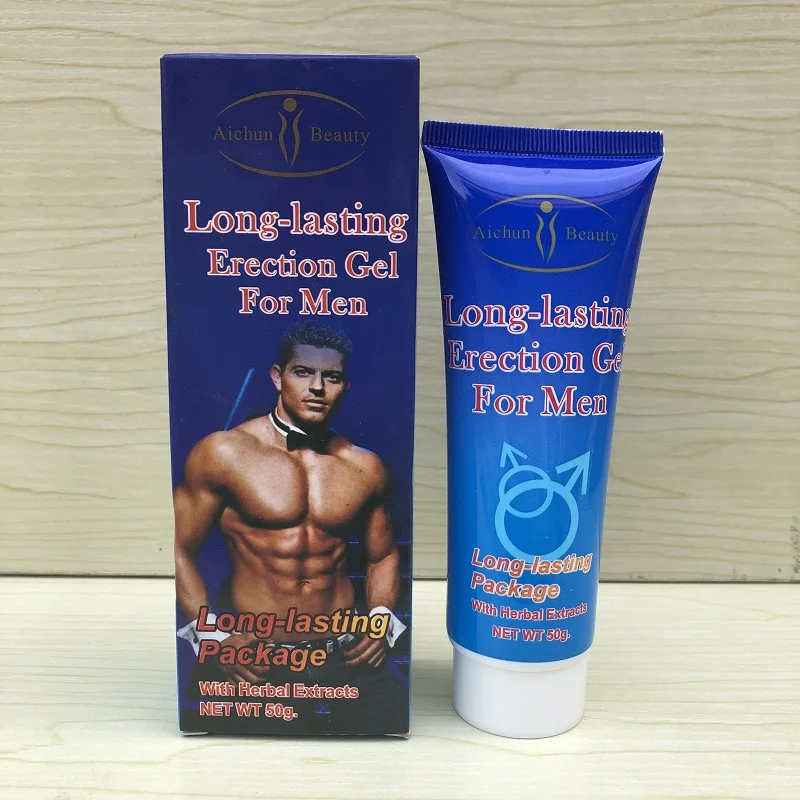 Aichun Beauty
Long-lasting
Erection Gel
For Men
Long-lasting
Package
With Herbal Extracts
NET WT 50g.
Aichun Beauty
Long-lasting
Erection Gel
For Men
Long-lasting
Package
With Herbal Extracts
NET WT 50g.